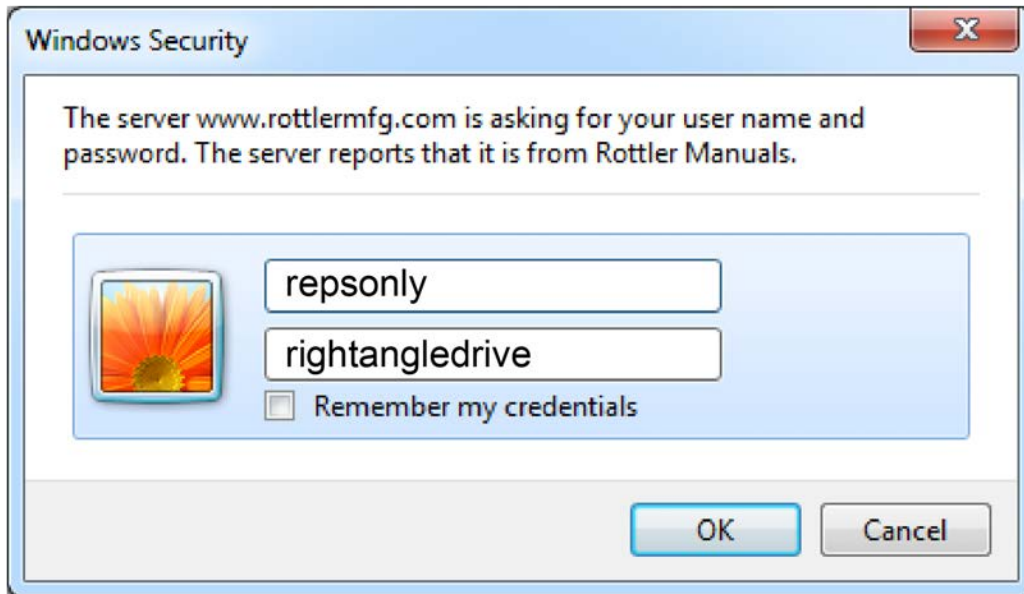 Windows Security
The server www.rottlermfg.com is asking for your user name and
password. The server reports that it is from Rottler Manuals.
repsonly
rightangledrive
Remember my credentials
OK
Cancel